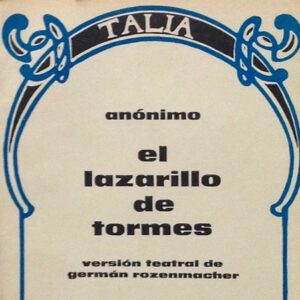 TALIA
anónimo
el
lazarillo
de
tormes
versión teatral de
germán rozenmacher